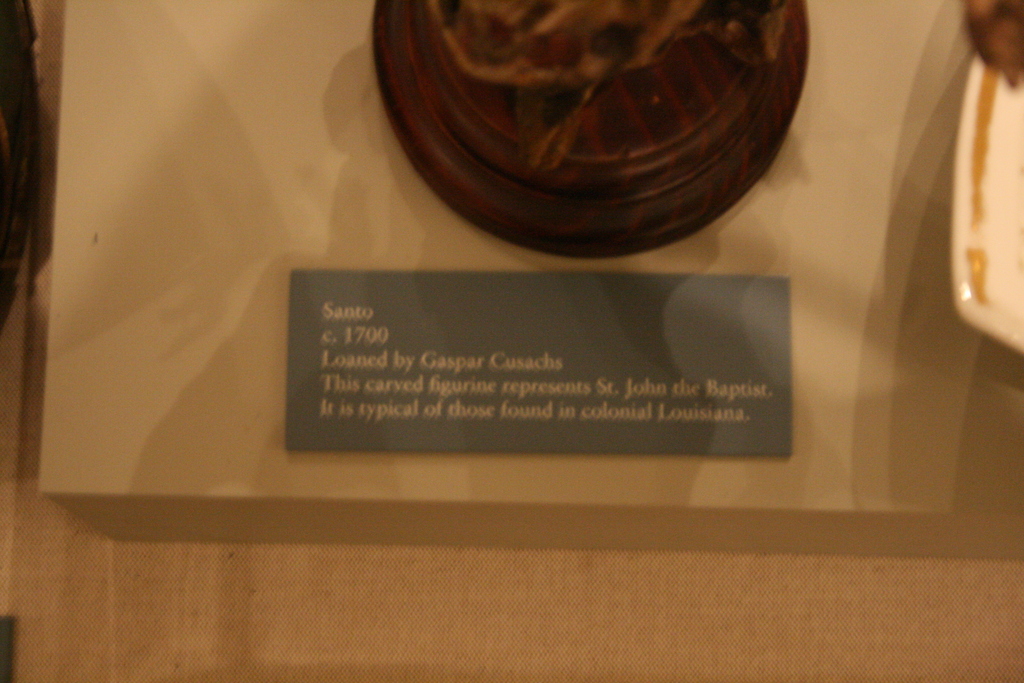 Santo
c. 1700
Loaned by Gaspar Cusachs
This carved figurine represents St. John the Baptist.
It is typical of those found in colonial Louisiana.